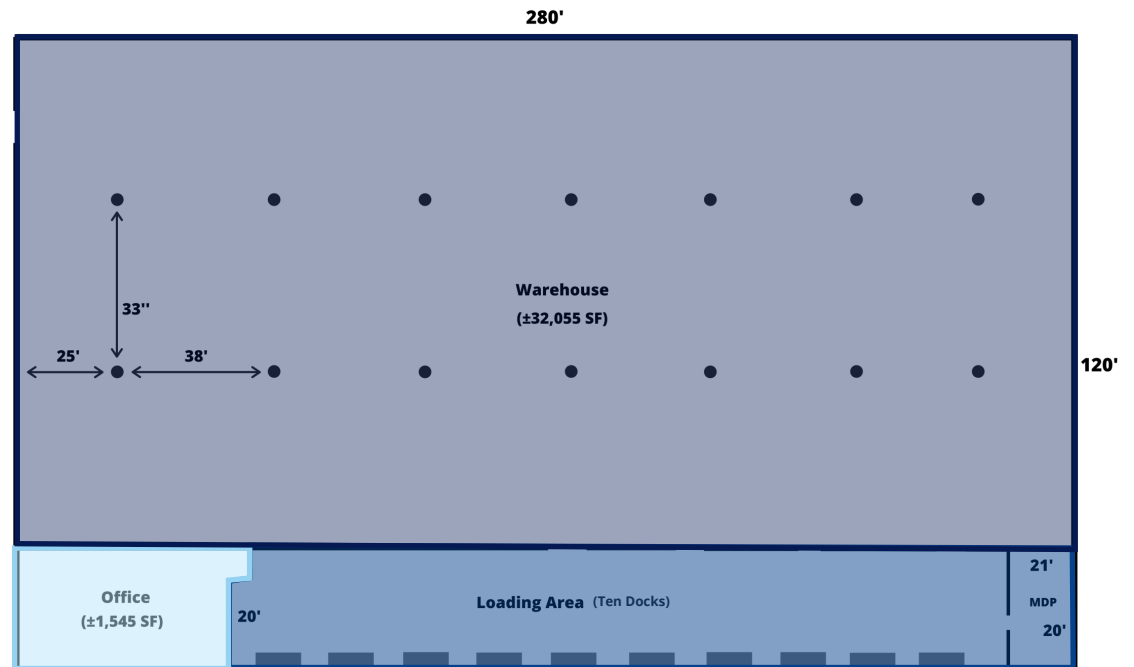 280'
Warehouse
(±32,055 SF)
33''
25'
38'
120'
Office
(±1,545 SF)
20'
Loading Area (Ten Docks)
21'
MDP
20'